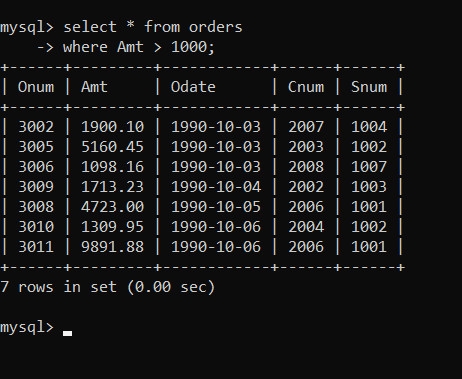 mysql> select * from orders
    -> where Amt > 1000;
+------+---------+------------+------+------+
| Onum | Amt     | Odate      | Cnum | Snum |
+------+---------+------------+------+------+
| 3002 | 1900.10 | 1990-10-03 | 2007 | 1004 |
| 3005 | 5160.45 | 1990-10-03 | 2003 | 1002 |
| 3006 | 1098.16 | 1990-10-03 | 2008 | 1007 |
| 3009 | 1713.23 | 1990-10-04 | 2002 | 1003 |
| 3008 | 4723.00 | 1990-10-05 | 2006 | 1001 |
| 3010 | 1309.95 | 1990-10-06 | 2004 | 1002 |
| 3011 | 9891.88 | 1990-10-06 | 2006 | 1001 |
+------+---------+------------+------+------+
7 rows in set (0.00 sec)
mysql>